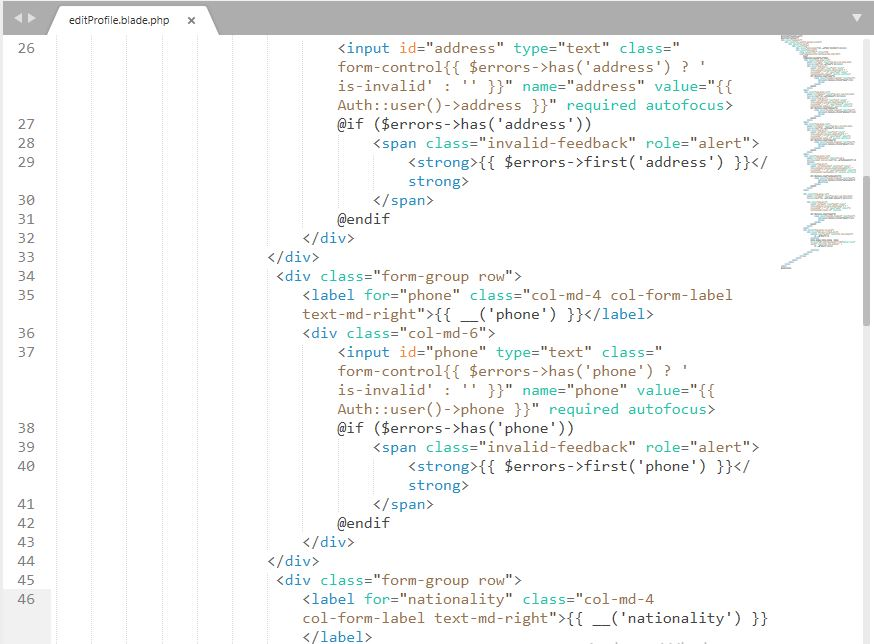 editProfile.blade.php ×
26 <input id="address" type="text" class="
form-control{{ $errors->has('address') ? '
is-invalid' : '' }}" name="address" value="{{
Auth::user()->address }}" required autofocus>
27 @if ($errors->has('address'))
28 <span class="invalid-feedback" role="alert">
29 <strong>{{ $errors->first('address') }}</
strong>
30 </span>
31 @endif
32 </div>
33 </div>
34 <div class="form-group row">
35 <label for="phone" class="col-md-4 col-form-label
text-md-right">{{ __('phone') }}</label>
36 <div class="col-md-6">
37 <input id="phone" type="text" class="
form-control{{ $errors->has('phone') ? '
is-invalid' : '' }}" name="phone" value="{{
Auth::user()->phone }}" required autofocus>
38 @if ($errors->has('phone'))
39 <span class="invalid-feedback" role="alert">
40 <strong>{{ $errors->first('phone') }}</
strong>
41 </span>
42 @endif
43 </div>
44 </div>
45 <div class="form-group row">
46 <label for="nationality" class="col-md-4
col-form-label text-md-right">{{ __('nationality') }}
</label>